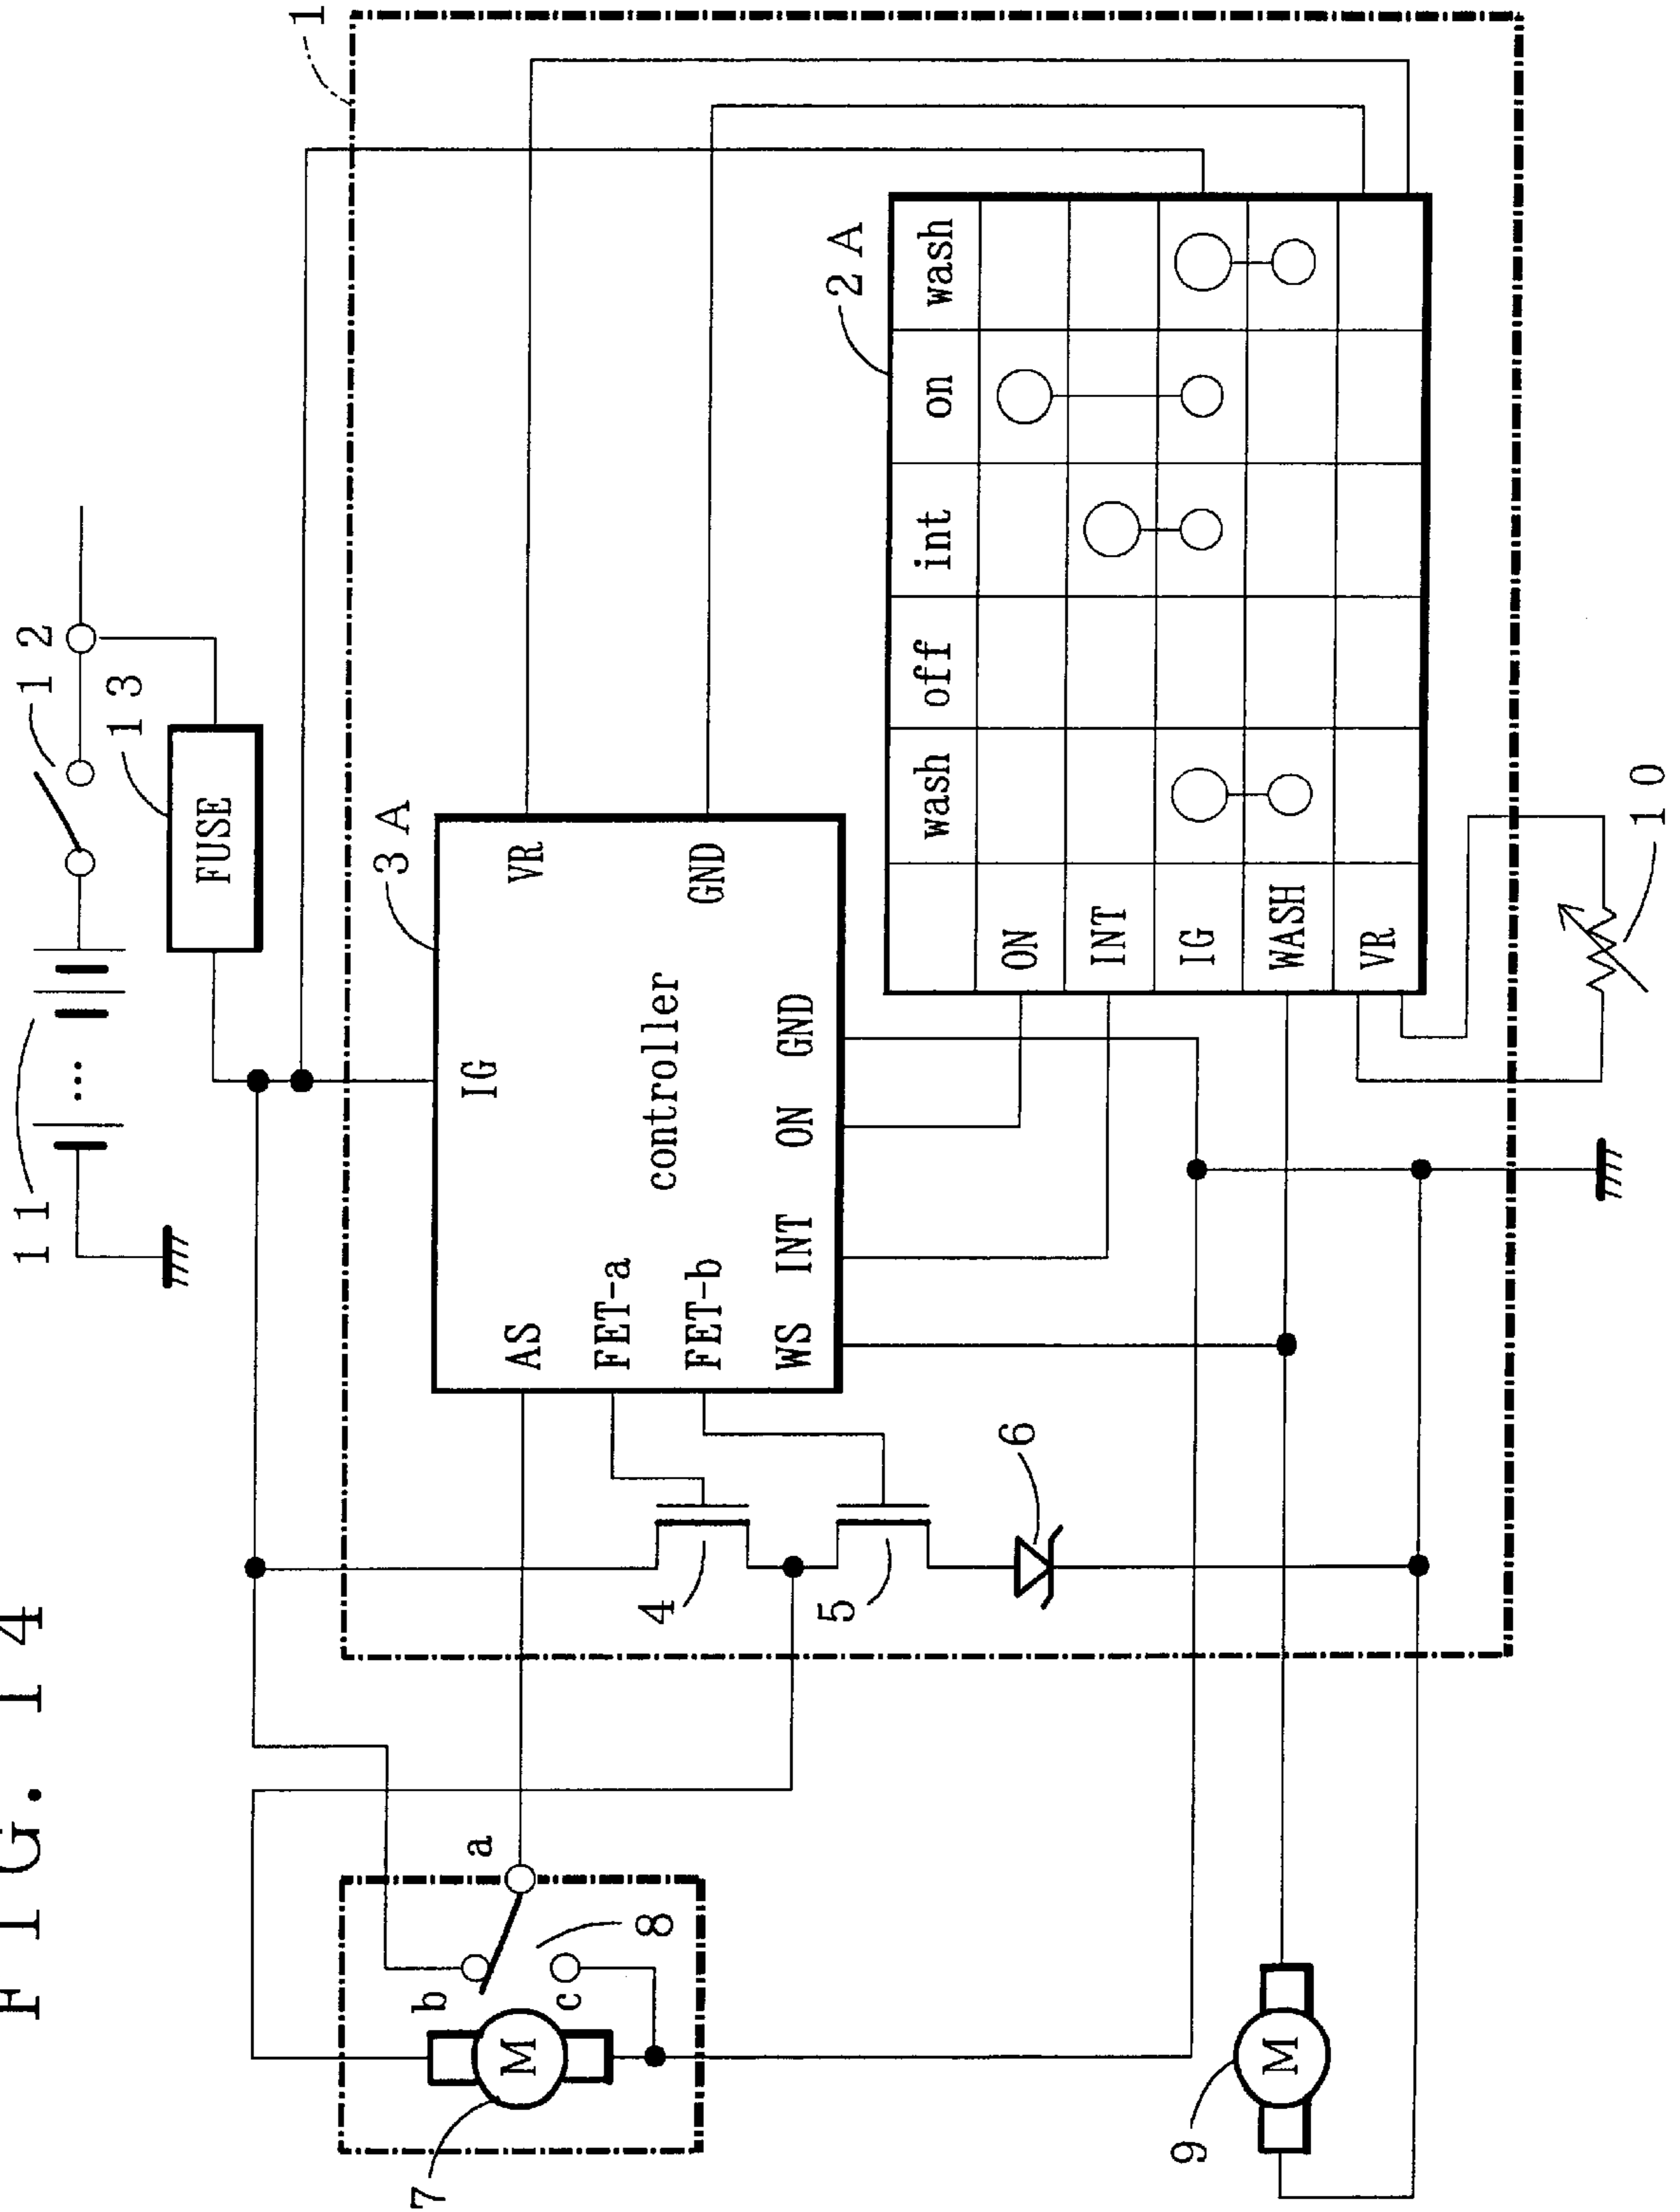 FIG. 14
11
12
13
FUSE
1
3A
IG
AS
VR
FET-a
controller
FET-b
GND
WS INT ON GND
4
5
6
7
M
8
a
b
c
9
M
2A
wash off int on wash
ON
INT
IG
WASH
VR
10